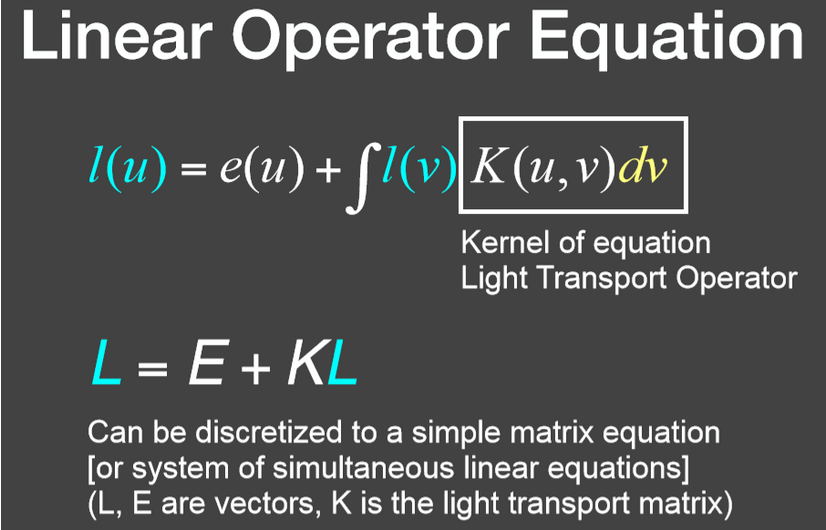 Linear Operator Equation
l(u) = e(u) + ∫l(v) K(u,v)dv
Kernel of equation
Light Transport Operator
L = E + KL
Can be discretized to a simple matrix equation
[or system of simultaneous linear equations]
(L, E are vectors, K is the light transport matrix)